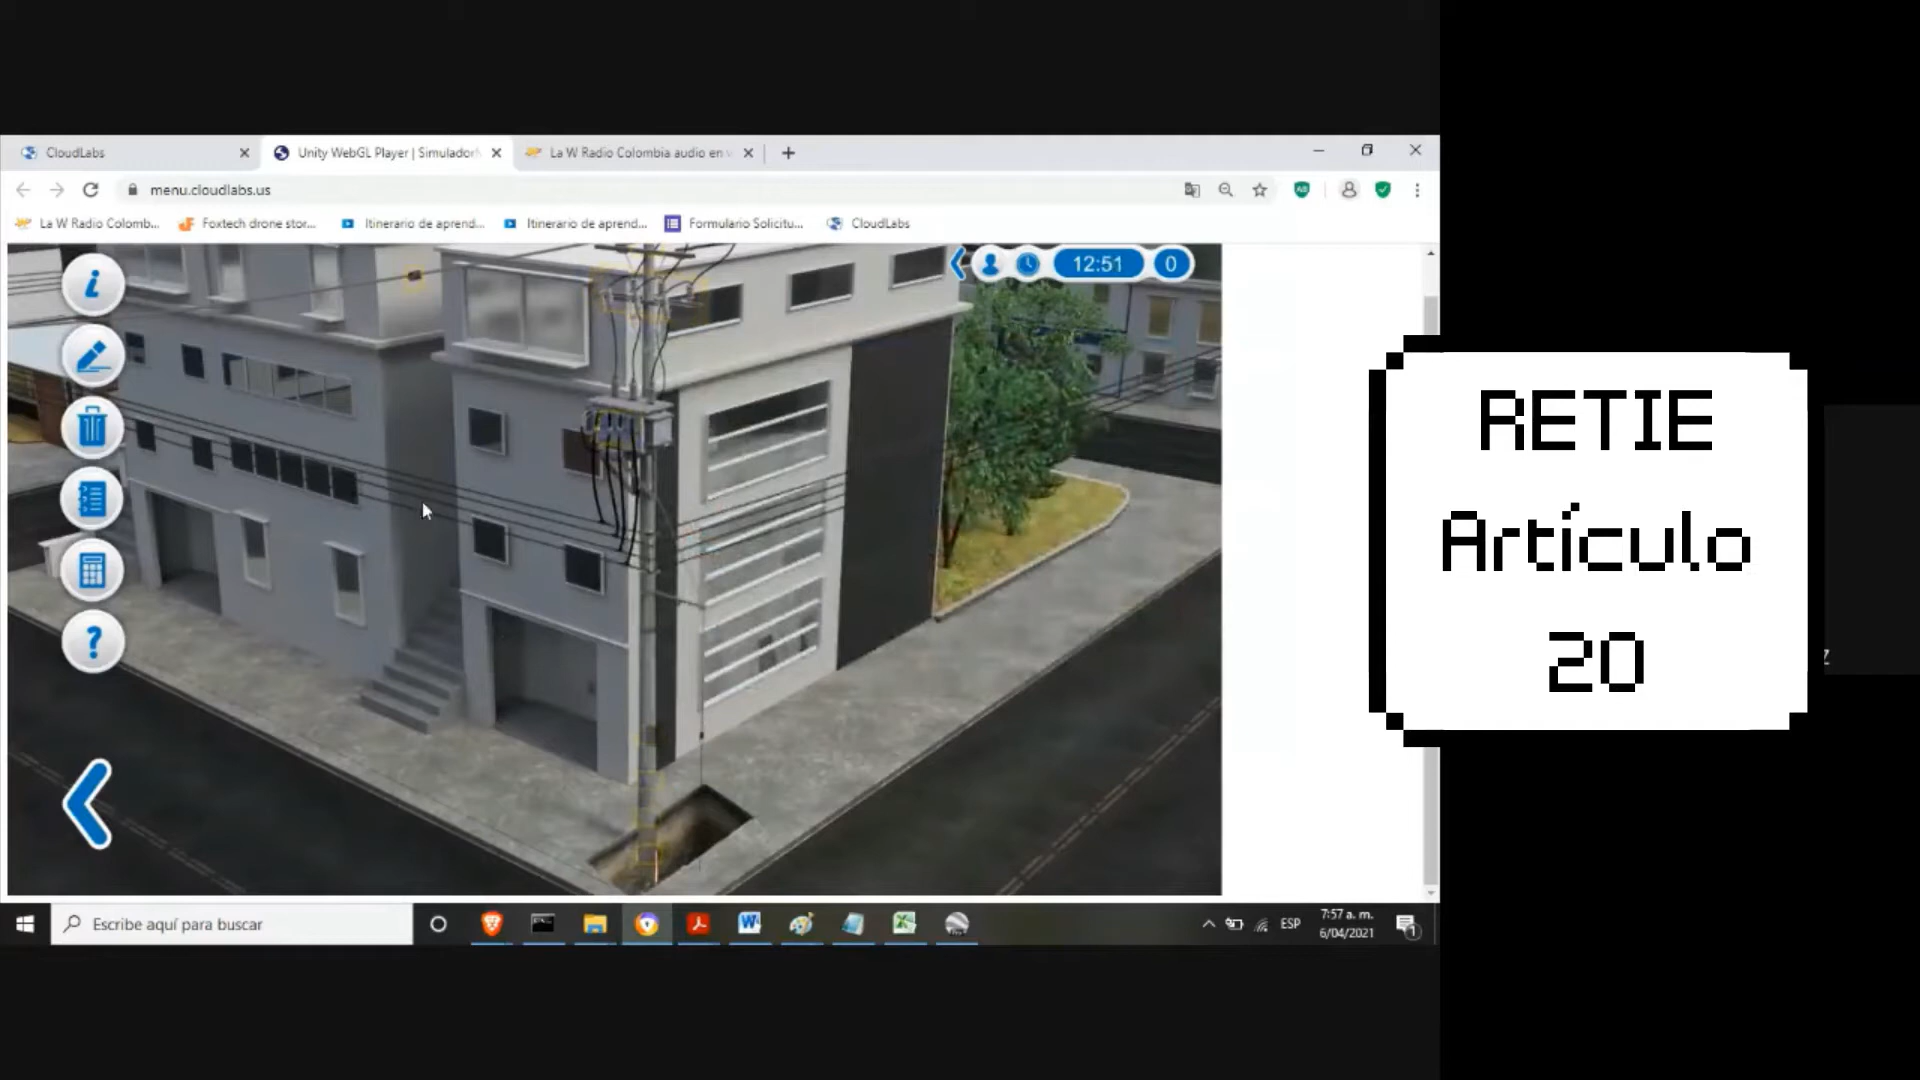 CloudLabs
Unity WebGL Player | Simulador
La W Radio Colombia audio en v
menu.cloudlabs.us
La W Radio Colomb...
Foxtech drone stor...
Itinerario de aprend...
Itinerario de aprend...
Formulario Solicitu...
CloudLabs
12:51
0
RETIE
Artículo
20
z
Escribe aquí para buscar
ESP
7:57 a. m.
6/04/2021
1